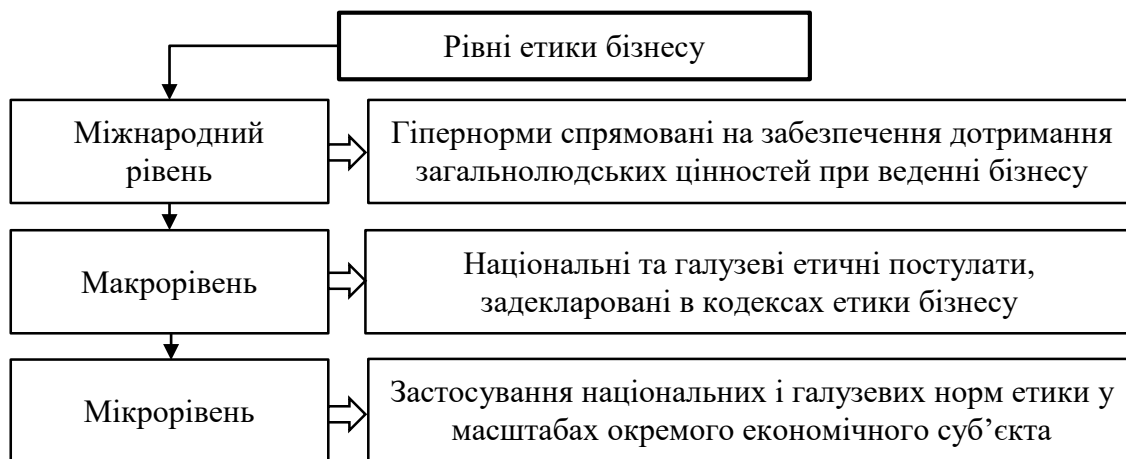 Рівні етики бізнесу
Міжнародний
рівень
Гіпернорми спрямовані на забезпечення дотримання
загальнолюдських цінностей при веденні бізнесу
Макрорівень
Національні та галузеві етичні постулати,
задекларовані в кодексах етики бізнесу
Мікрорівень
Застосування національних і галузевих норм етики у
масштабах окремого економічного суб’єкта